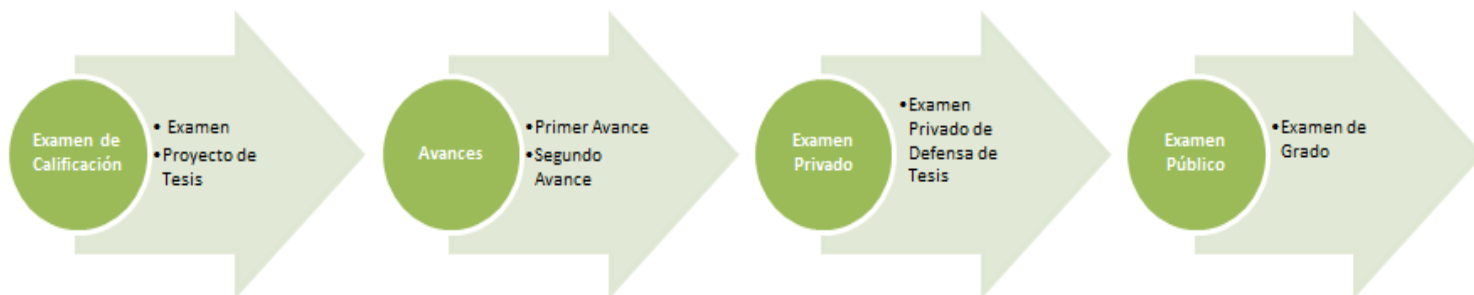 Examen de
Calificación
• Examen
• Proyecto de
Tesis
Avances
•Primer Avance
•Segundo
Avance
Examen
Privado
•Examen
Privado de
Defensa de
Tesis
Examen
Público
•Examen de
Grado